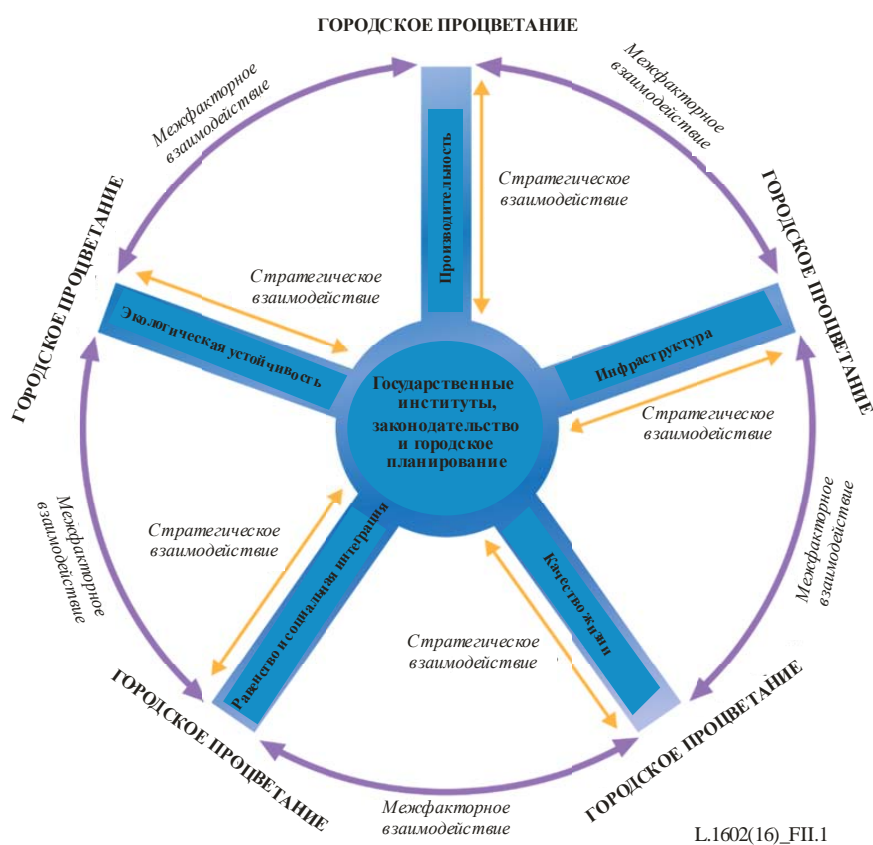 ГОРОДСКОЕ ПРОЦВЕТАНИЕ
Межфакторное
взаимодействие
Межфакторное
взаимодействие
Производительность
Стратегическое
взаимодействие
ГОРОДСКОЕ ПРОЦВЕТАНИЕ
ГОРОДСКОЕ ПРОЦВЕТАНИЕ
Стратегическое
взаимодействие
Экологическая устойчивость
Инфраструктура
Государственные
институты,
законодательство
и городское
планирование
Стратегическое
взаимодействие
Межфакторное
взаимодействие
Стратегическое
взаимодействие
Равенство и социальная интеграция
Качество жизни
Межфакторное
взаимодействие
Стратегическое
взаимодействие
ГОРОДСКОЕ ПРОЦВЕТАНИЕ
ГОРОДСКОЕ ПРОЦВЕТАНИЕ
Межфакторное
взаимодействие
L.1602(16)_FII.1